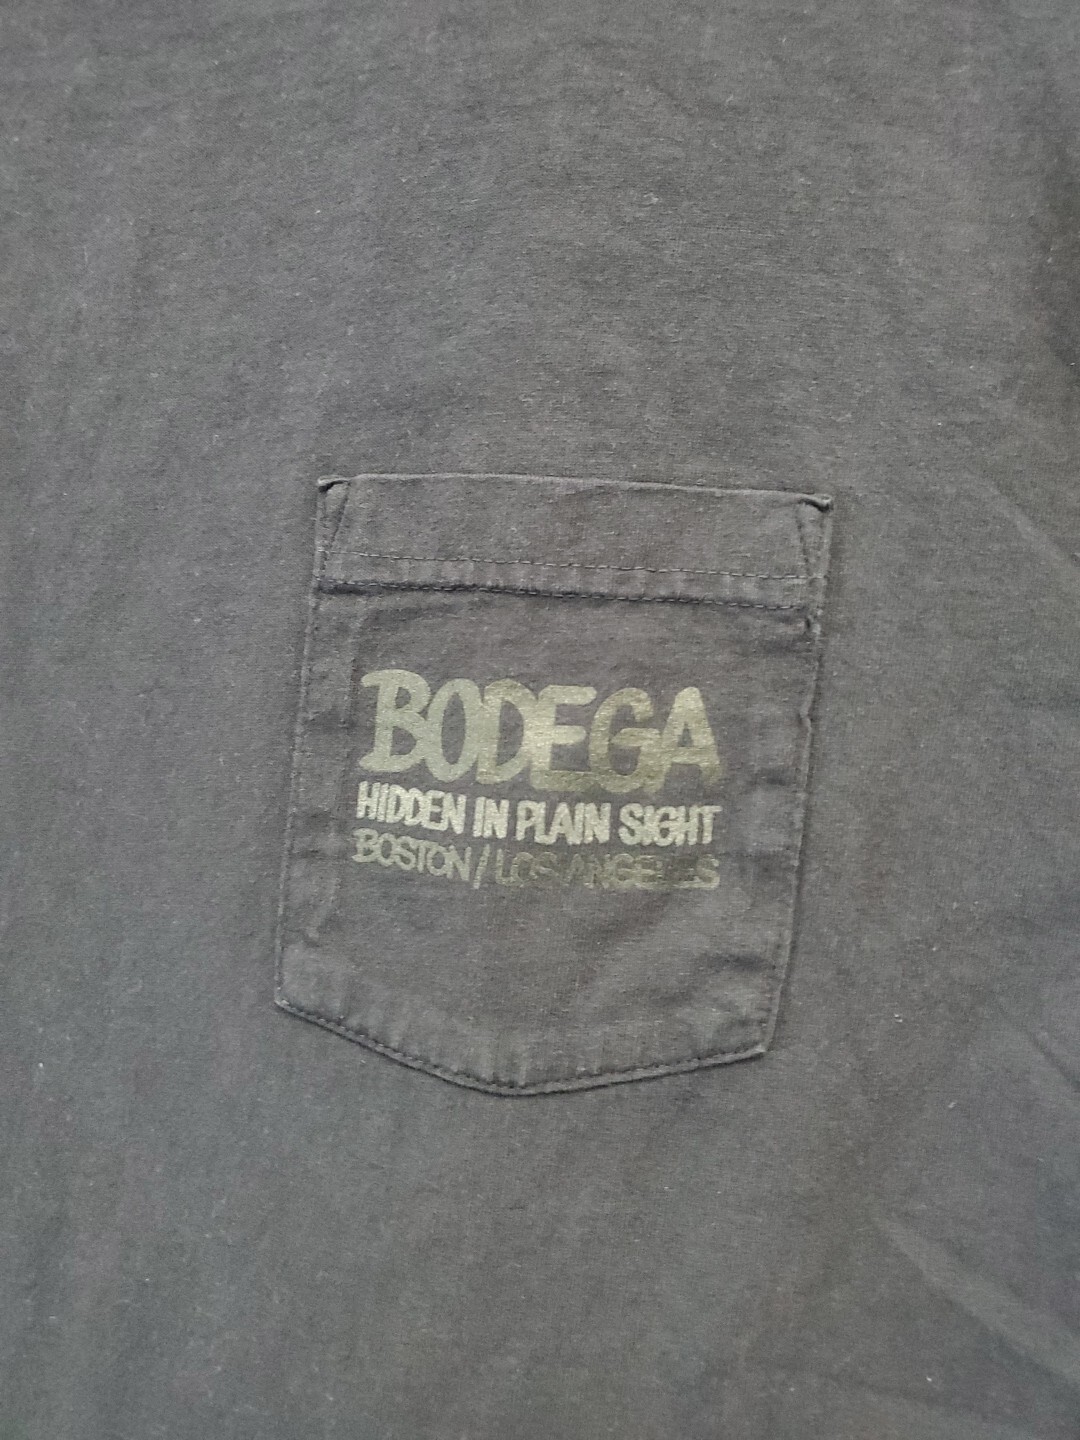 BODEGA
HIDDEN IN PLAIN SIGHT
BOSTON/LOS ANGELES